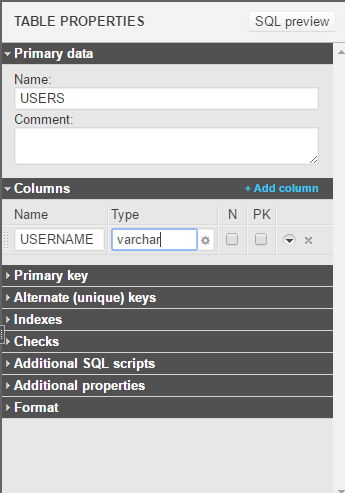 TABLE PROPERTIES SQL preview
Primary data
Name:
USERS
Comment:
Columns + Add column
Name Type N PK
USERNAME varchar
Primary key
Alternate (unique) keys
Indexes
Checks
Additional SQL scripts
Additional properties
Format